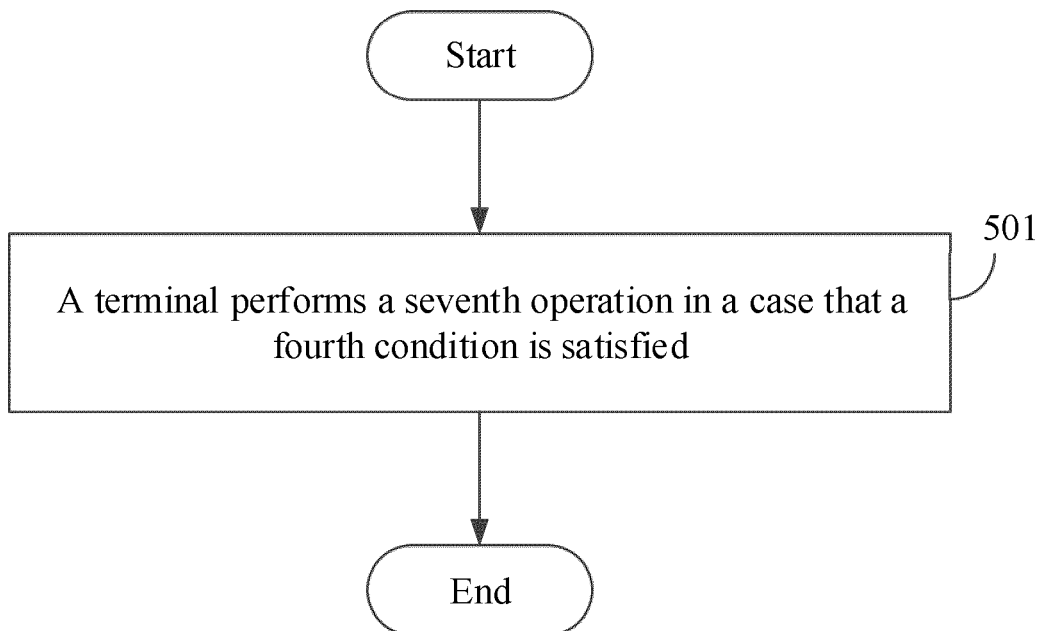 Start
501
A terminal performs a seventh operation in a case that a
fourth condition is satisfied
End